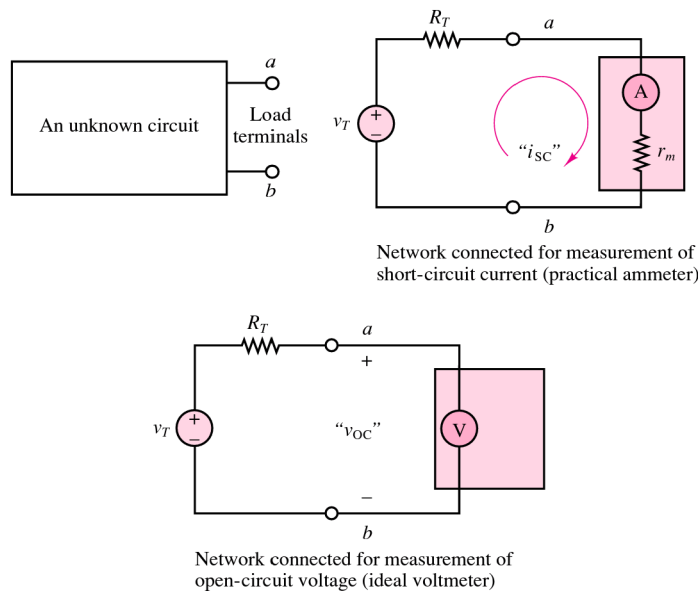 An unknown circuit
a
Load
terminals
b
R_T
a
v_T
+
−
"i_SC"
A
r_m
b
Network connected for measurement of
short-circuit current (practical ammeter)
R_T
a
+
v_T
+
−
"v_OC"
V
−
b
Network connected for measurement of
open-circuit voltage (ideal voltmeter)